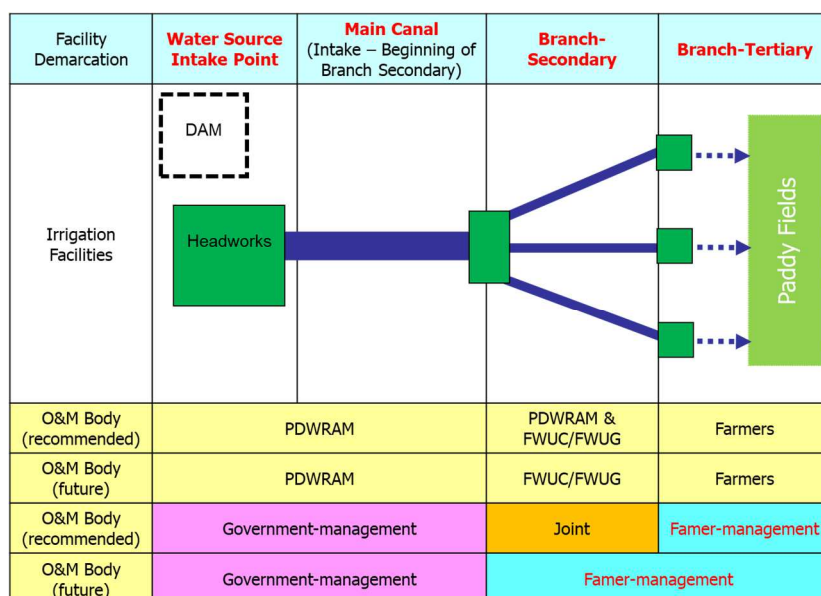 Facility
Demarcation
Water Source
Intake Point
Main Canal
(Intake – Beginning of
Branch Secondary)
Branch-
Secondary
Branch-Tertiary
Irrigation
Facilities
DAM
Headworks
Paddy Fields
O&M Body
(recommended)
PDWRAM
PDWRAM &
FWUC/FWUG
Farmers
O&M Body
(future)
PDWRAM
FWUC/FWUG
Farmers
O&M Body
(recommended)
Government-management
Joint
Famer-management
O&M Body
(future)
Government-management
Famer-management